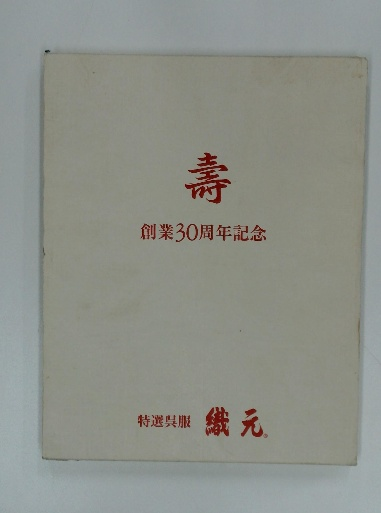 壽
創業30周年記念
特選呉服 織元